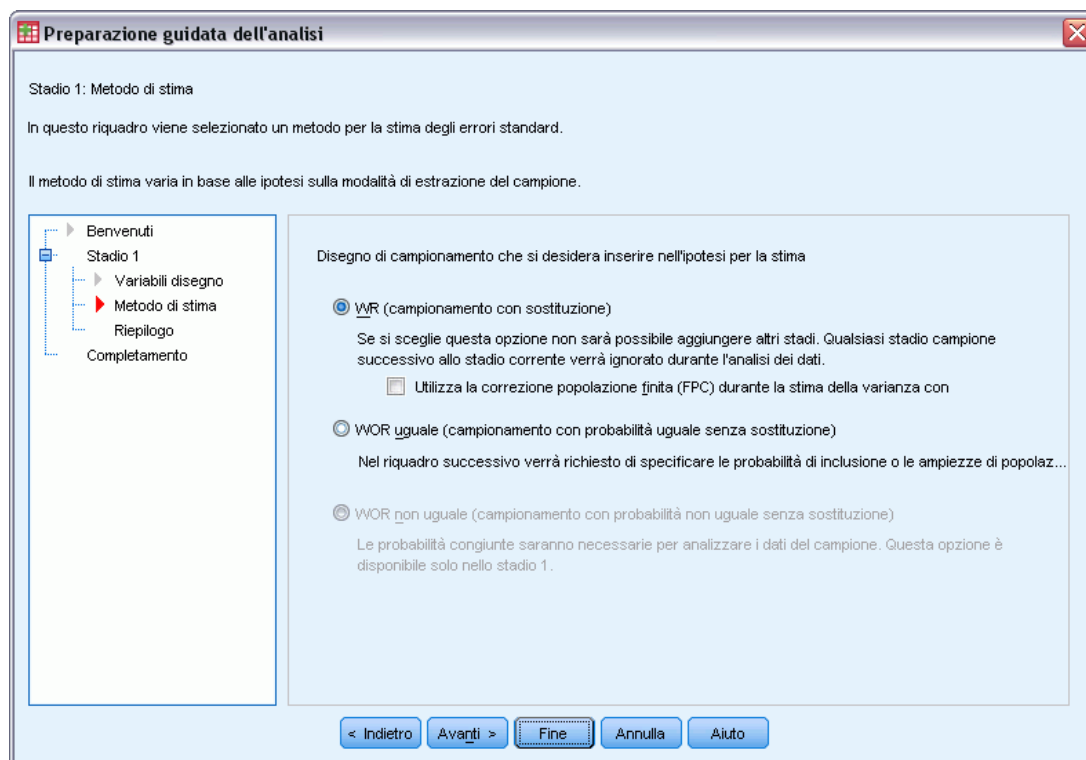 Preparazione guidata dell'analisi
Stadio 1: Metodo di stima
In questo riquadro viene selezionato un metodo per la stima degli errori standard.
Il metodo di stima varia in base alle ipotesi sulla modalità di estrazione del campione.
Benvenuti
Stadio 1
Variabili disegno
Metodo di stima
Riepilogo
Completamento
Disegno di campionamento che si desidera inserire nell'ipotesi per la stima
WR (campionamento con sostituzione)
Se si sceglie questa opzione non sarà possibile aggiungere altri stadi. Qualsiasi stadio campione
successivo allo stadio corrente verrà ignorato durante l'analisi dei dati.
Utilizza la correzione popolazione finita (FPC) durante la stima della varianza con
WOR uguale (campionamento con probabilità uguale senza sostituzione)
Nel riquadro successivo verrà richiesto di specificare le probabilità di inclusione o le ampiezze di popolaz...
WOR non uguale (campionamento con probabilità non uguale senza sostituzione)
Le probabilità congiunte saranno necessarie per analizzare i dati del campione. Questa opzione è
disponibile solo nello stadio 1.
< Indietro Avanti > Fine Annulla Aiuto